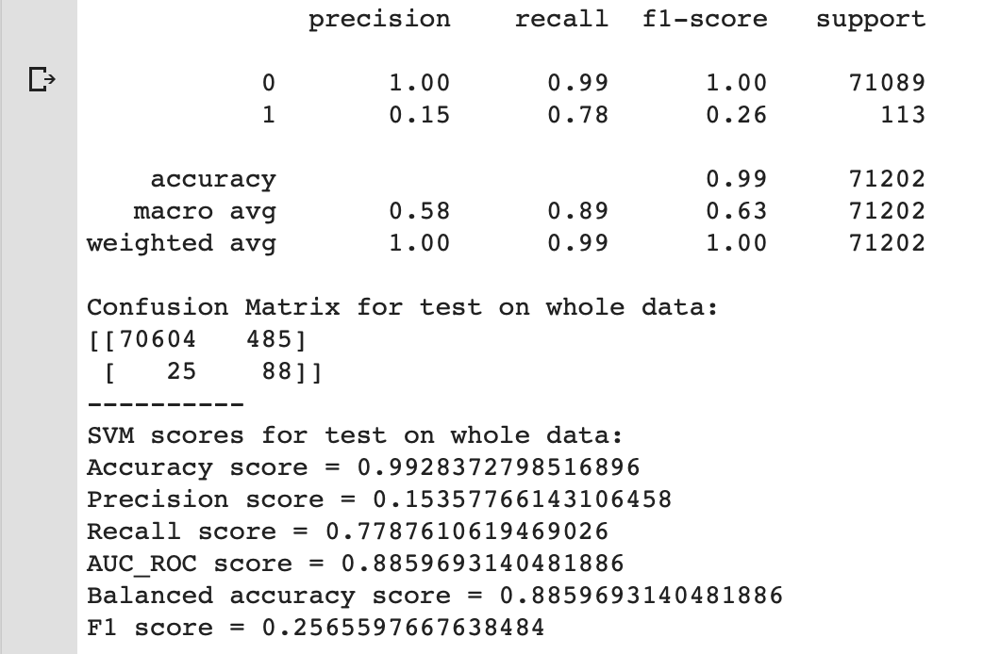 precision recall f1-score support
0 1.00 0.99 1.00 71089
1 0.15 0.78 0.26 113
accuracy 0.99 71202
macro avg 0.58 0.89 0.63 71202
weighted avg 1.00 0.99 1.00 71202
Confusion Matrix for test on whole data:
[[70604 485]
[ 25 88]]
----------
SVM scores for test on whole data:
Accuracy score = 0.9928372798516896
Precision score = 0.15357766143106458
Recall score = 0.7787610619469026
AUC_ROC score = 0.8859693140481886
Balanced accuracy score = 0.8859693140481886
F1 score = 0.2565597667638484